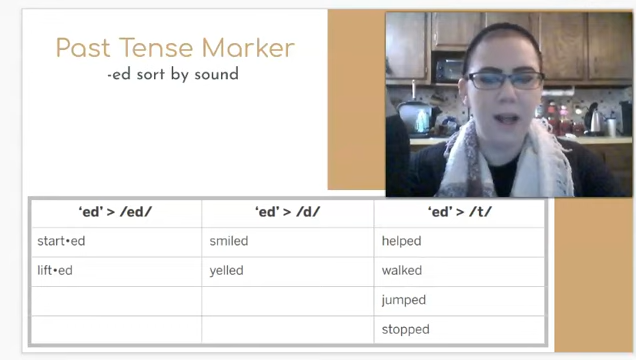 Past Tense Marker
-ed sort by sound
‘ed’ > /ed/ ‘ed’ > /d/ ‘ed’ > /t/
start•ed smiled helped
lift•ed yelled walked
jumped
stopped